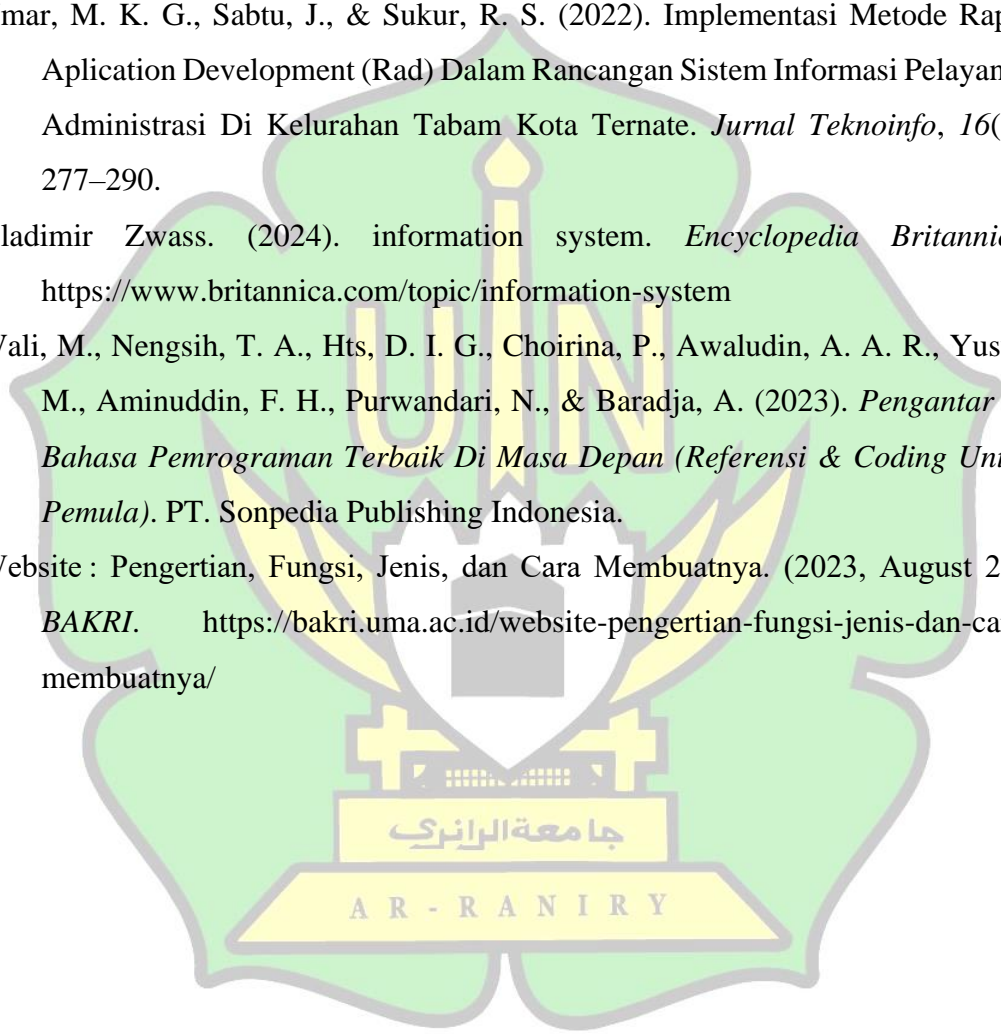 mar, M. K. G., Sabtu, J., & Sukur, R. S. (2022). Implementasi Metode Rap
Aplication Development (Rad) Dalam Rancangan Sistem Informasi Pelayan
Administrasi Di Kelurahan Tabam Kota Ternate. Jurnal Teknoinfo, 16(
277–290.
ladimir Zwass. (2024). information system. Encyclopedia Britannic
https://www.britannica.com/topic/information-system
Vali, M., Nengsih, T. A., Hts, D. I. G., Choirina, P., Awaludin, A. A. R., Yus
M., Aminuddin, F. H., Purwandari, N., & Baradja, A. (2023). Pengantar
Bahasa Pemrograman Terbaik Di Masa Depan (Referensi & Coding Unt
Pemula). PT. Sonpedia Publishing Indonesia.
Vebsite : Pengertian, Fungsi, Jenis, dan Cara Membuatnya. (2023, August 2
BAKRI. https://bakri.uma.ac.id/website-pengertian-fungsi-jenis-dan-ca
membuatnya/
UIN
جامعة الرانري
AR-RANIRY